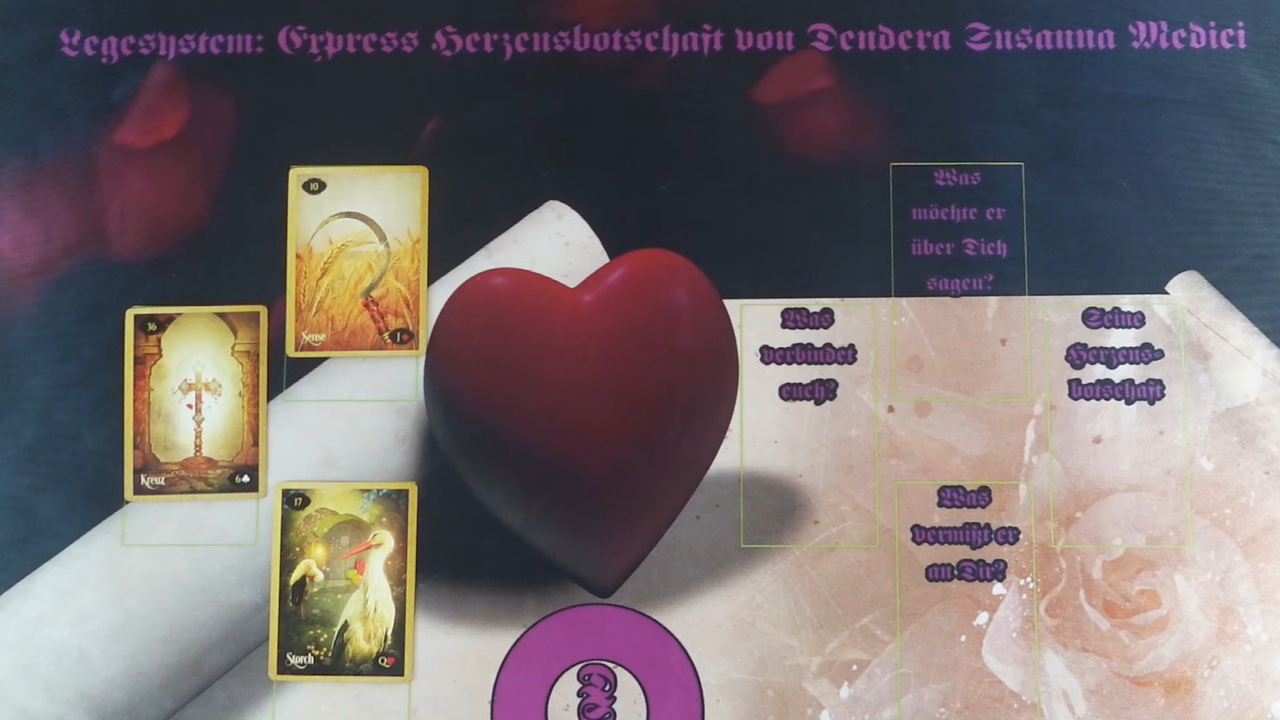 Legesystem: Express Herzensbotschaft von Dendera Susanna Medici
10
Sense
J♦
36
Kreuz
6♣
17
Storch
Q♥
Was
möchte er
über Dich
sagen?
Was
verbindet
euch?
Seine
Herzens-
botschaft
Was
vermißt er
an Dir?